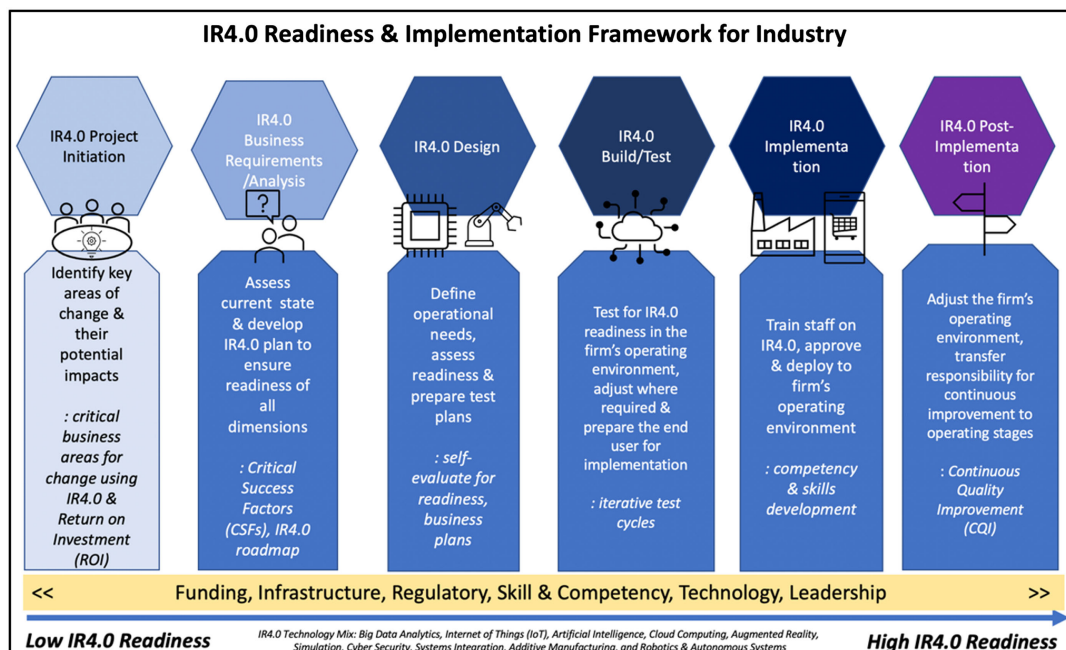 IR4.0 Readiness & Implementation Framework for Industry
IR4.0 Project
Initiation
IR4.0
Business
Requirements
/Analysis
IR4.0 Design
IR4.0
Build/Test
IR4.0
Implementa
tion
IR4.0 Post-
Implementa
tion
?
Identify key
areas of
change &
their
potential
impacts
: critical
business
areas for
change using
IR4.0 &
Return on
Investment
(ROI)
Assess
current state
& develop
IR4.0 plan to
ensure
readiness of
all
dimensions
: Critical
Success
Factors
(CSFs), IR4.0
roadmap
Define
operational
needs,
assess
readiness &
prepare test
plans
: self-
evaluate for
readiness,
business
plans
Test for IR4.0
readiness in the
firm's operating
environment,
adjust where
required &
prepare the end
user for
implementation
: iterative test
cycles
Train staff on
IR4.0, approve
& deploy to
firm's
operating
environment
: competency
& skills
development
Adjust the firm's
operating
environment,
transfer
responsibility for
continuous
improvement to
operating stages
: Continuous
Quality
Improvement
(CQI)
<< Funding, Infrastructure, Regulatory, Skill & Competency, Technology, Leadership >>
Low IR4.0 Readiness
IR4.0 Technology Mix: Big Data Analytics, Internet of Things (IoT), Artificial Intelligence, Cloud Computing, Augmented Reality,
Simulation, Cyber Security, Systems Integration, Additive Manufacturing, and Robotics & Autonomous Systems
High IR4.0 Readiness